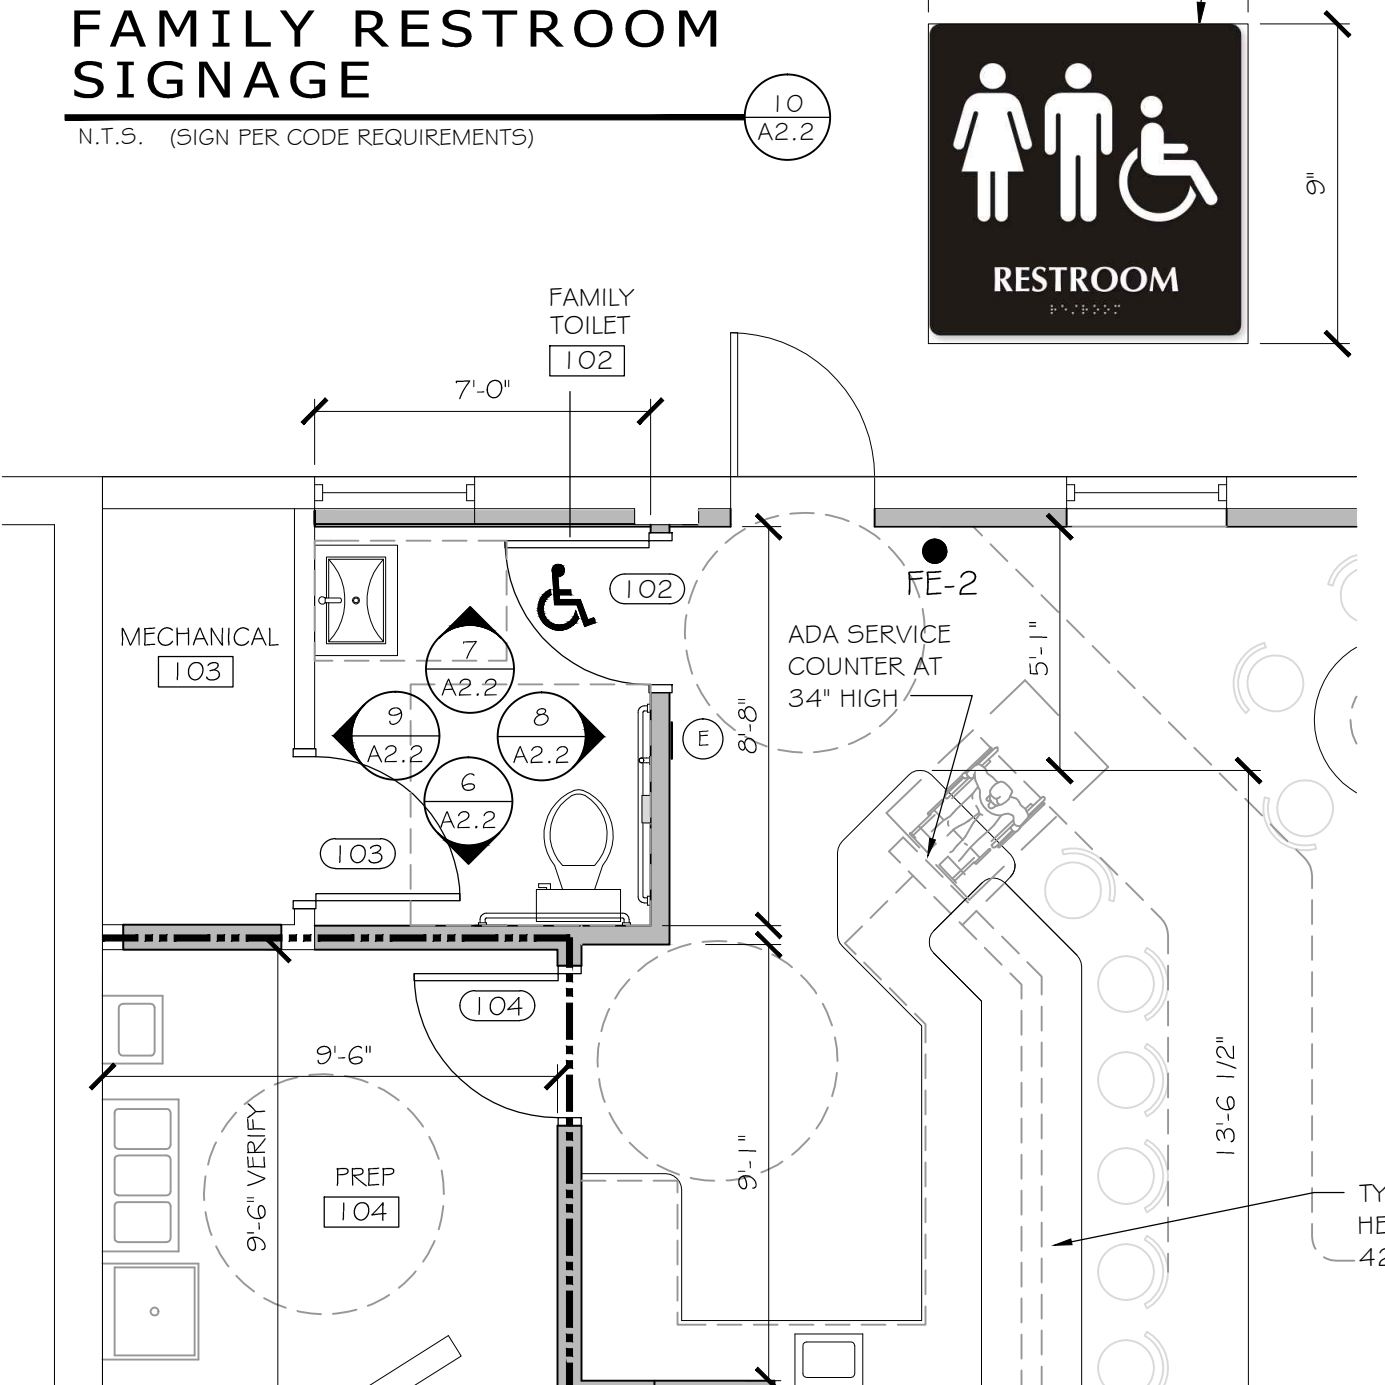 FAMILY RESTROOM
SIGNAGE
N.T.S. (SIGN PER CODE REQUIREMENTS)
10
A2.2
9"
RESTROOM
FAMILY
TOILET
102
7'-0"
102
FE-2
MECHANICAL
103
7
A2.2
9
A2.2
8
A2.2
6
A2.2
E
8'-8"
ADA SERVICE
COUNTER AT
34" HIGH
5'-1"
103
104
9'-6"
9'-6" VERIFY
PREP
104
9'-1"
13'-6 1/2"
TY
HE
42